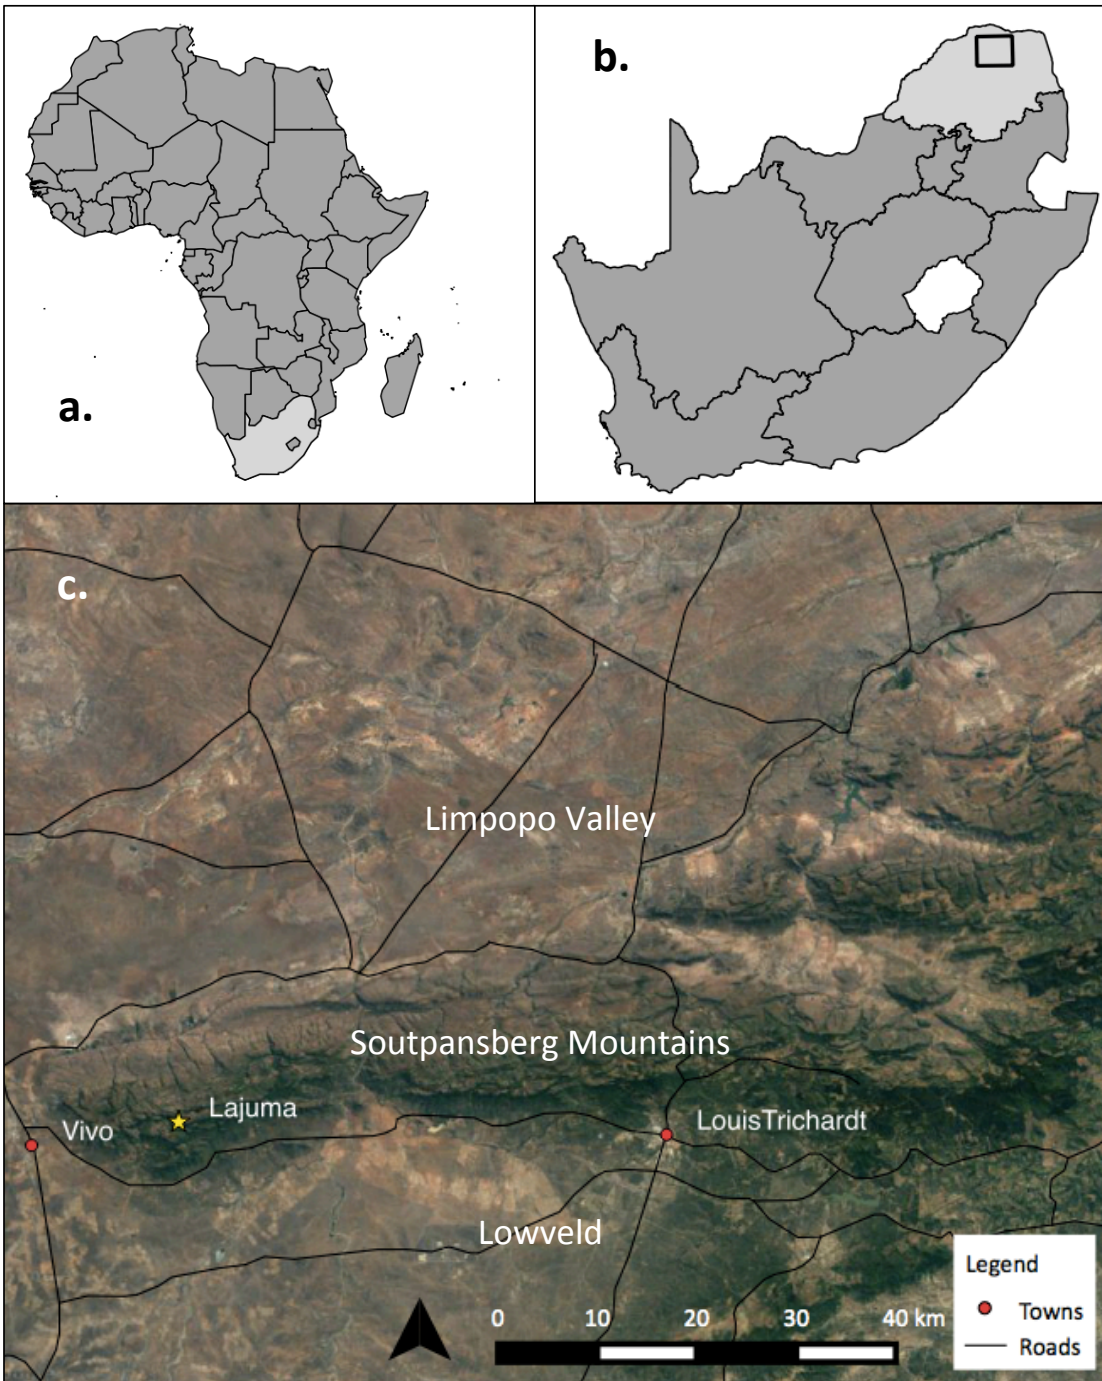 a.
b.
c.
Limpopo Valley
Soutpansberg Mountains
Lajuma
Vivo
LouisTrichardt
Lowveld
Legend
Towns
Roads
0 10 20 30 40 km